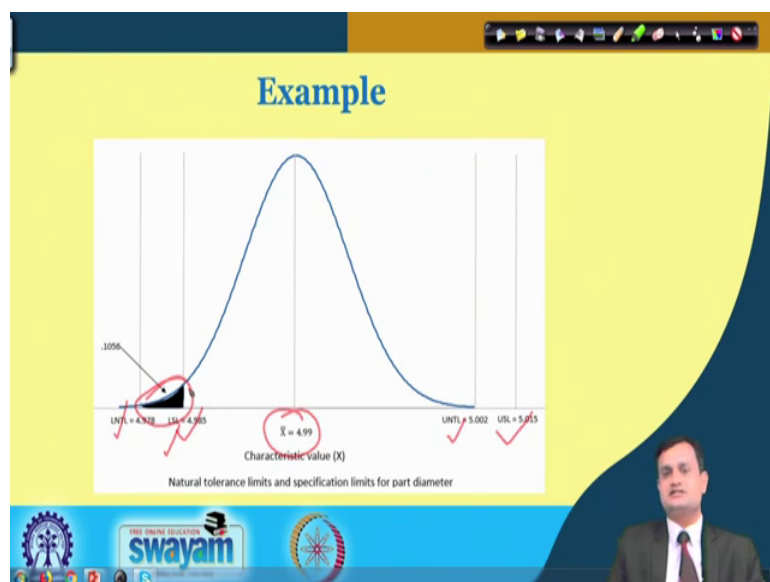 Example
.1056
LNTL = 4.978 LSL = 4.985 X̄ = 4.99 UNTL = 5.002 USL = 5.015
Characteristic value (X)
Natural tolerance limits and specification limits for part diameter
FREE ONLINE EDUCATION
swayam